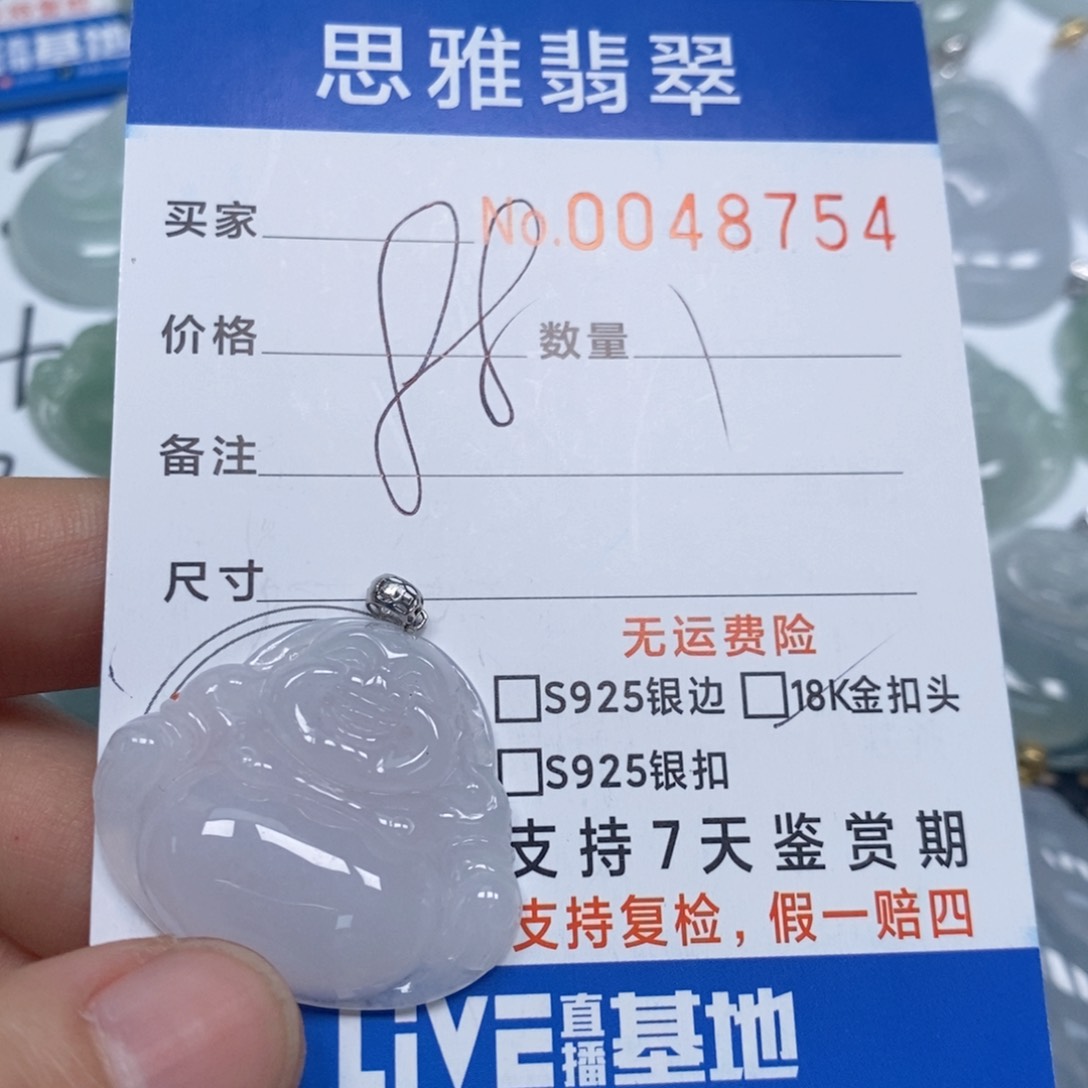 思雅翡翠
买家 No.0048754
价格 88 数量 1
备注
尺寸
无运费险
□S925银边 □18K金扣头
□S925银扣
支持7天鉴赏期
支持复检，假一赔四
LiVE直播基地
基地